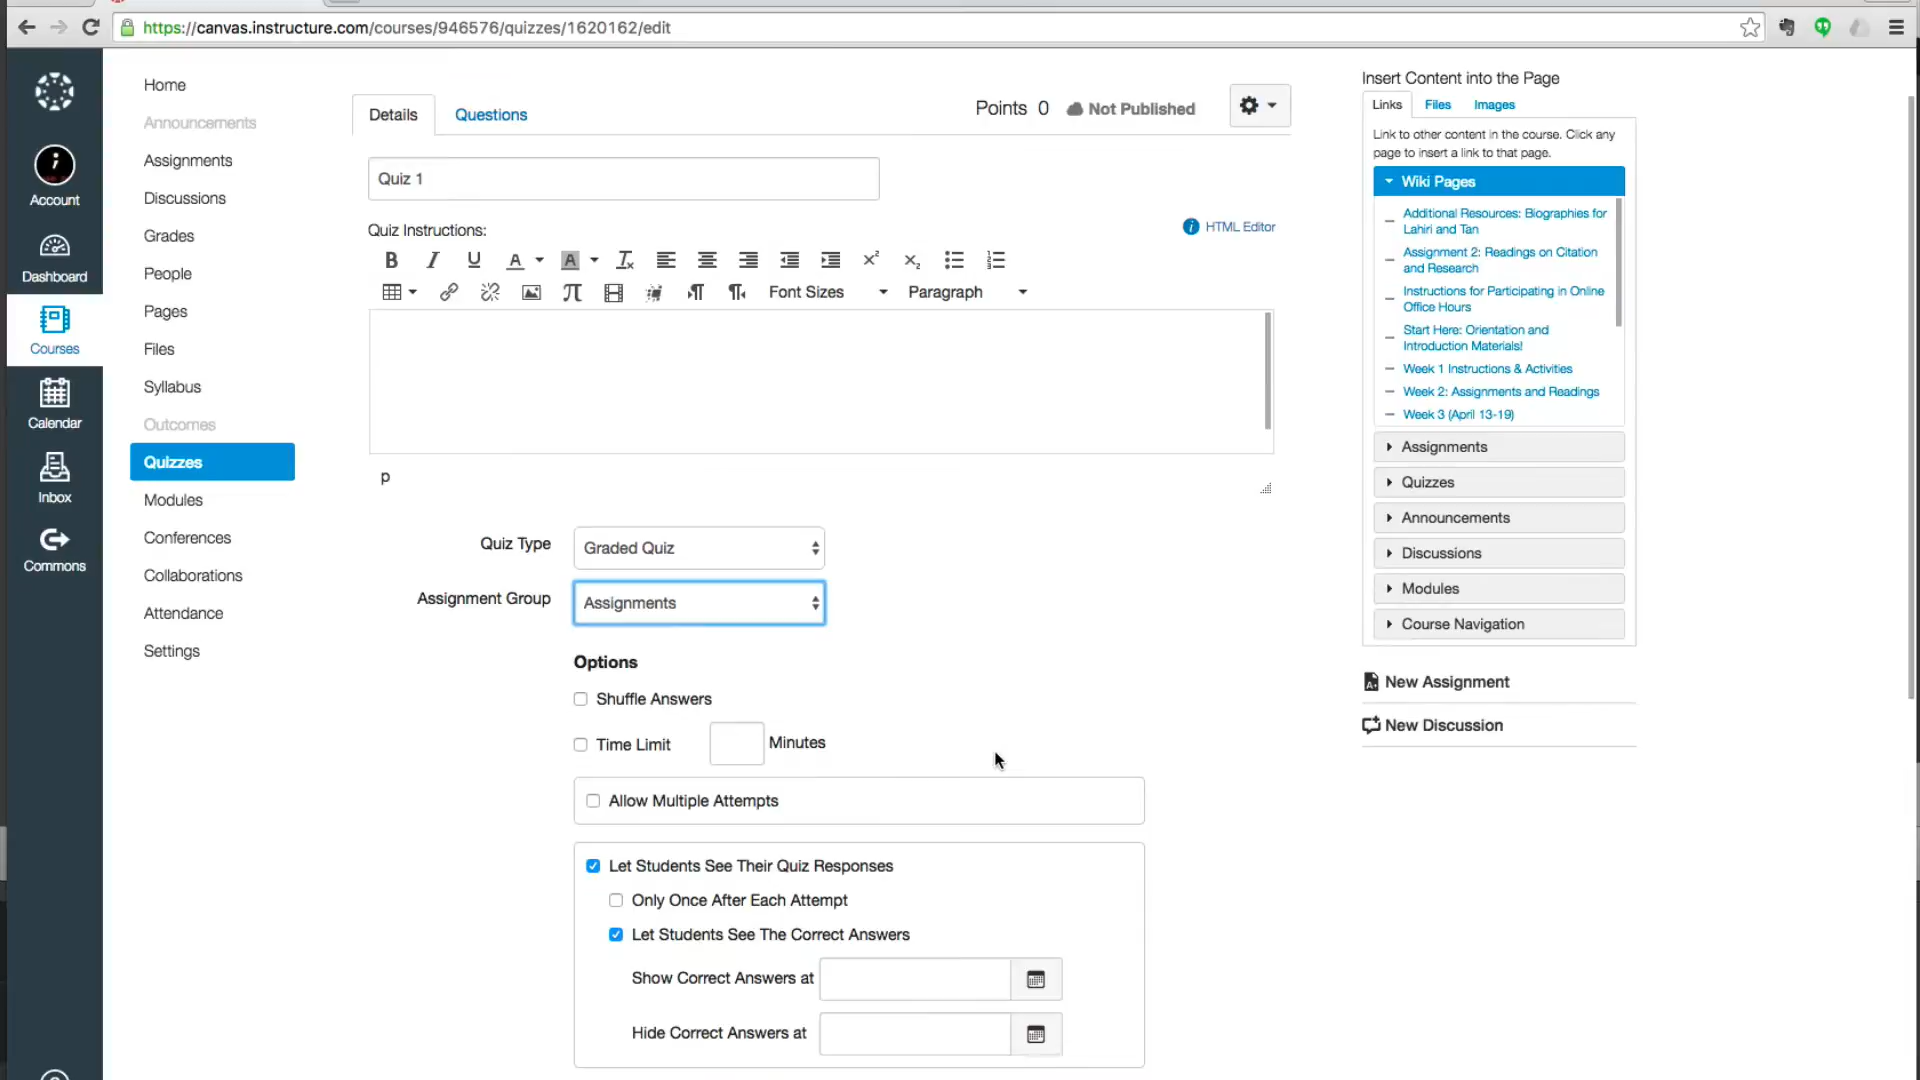 https://canvas.instructure.com/courses/946576/quizzes/1620162/edit
Account
Dashboard
Courses
Calendar
Inbox
Commons
Home
Announcements
Assignments
Discussions
Grades
People
Pages
Files
Syllabus
Outcomes
Quizzes
Modules
Conferences
Collaborations
Attendance
Settings
Details
Questions
Points 0
Not Published
Quiz 1
Quiz Instructions:
HTML Editor
Font Sizes
Paragraph
p
Quiz Type
Graded Quiz
Assignment Group
Assignments
Options
Shuffle Answers
Time Limit
Minutes
Allow Multiple Attempts
Let Students See Their Quiz Responses
Only Once After Each Attempt
Let Students See The Correct Answers
Show Correct Answers at
Hide Correct Answers at
Insert Content into the Page
Links
Files
Images
Link to other content in the course. Click any
page to insert a link to that page.
Wiki Pages
Additional Resources: Biographies for
Lahiri and Tan
Assignment 2: Readings on Citation
and Research
Instructions for Participating in Online
Office Hours
Start Here: Orientation and
Introduction Materials!
Week 1 Instructions & Activities
Week 2: Assignments and Readings
Week 3 (April 13-19)
Assignments
Quizzes
Announcements
Discussions
Modules
Course Navigation
New Assignment
New Discussion